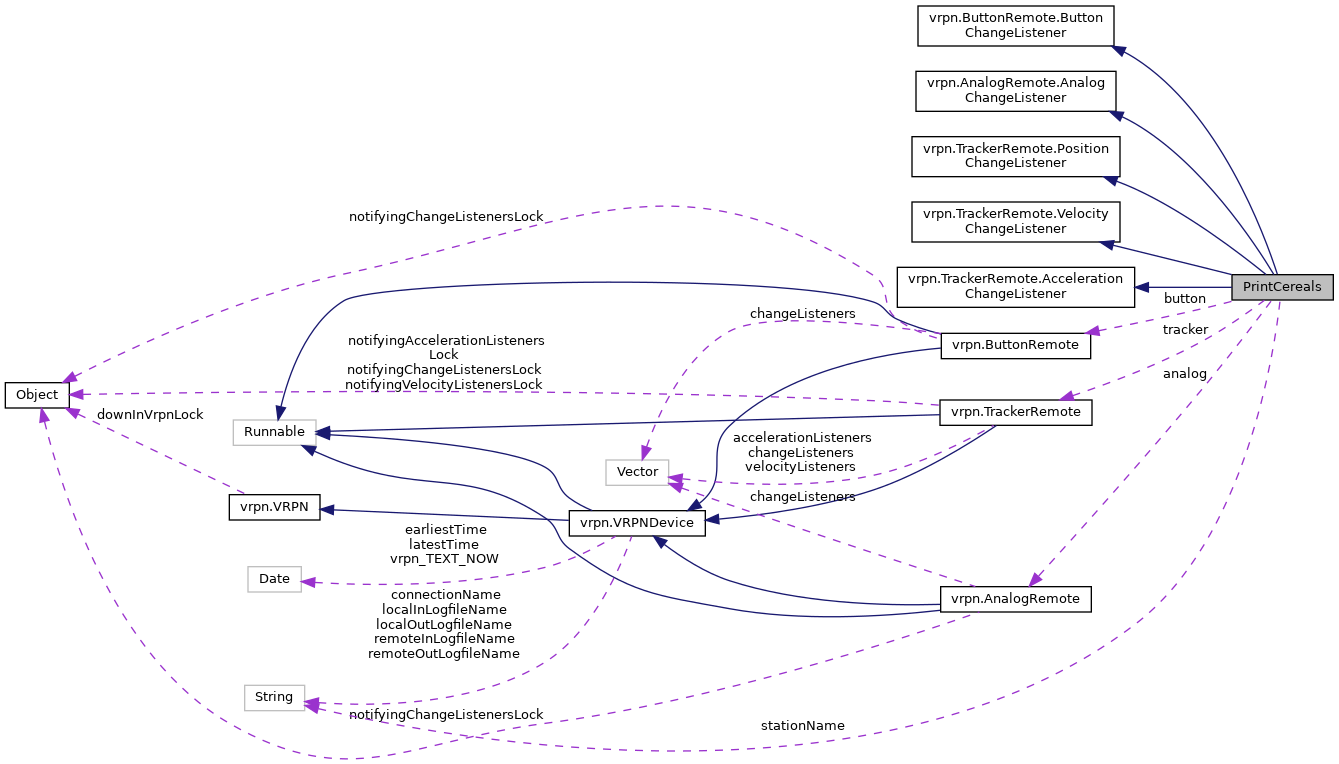 vrpn.ButtonRemote.Button
ChangeListener
vrpn.AnalogRemote.Analog
ChangeListener
vrpn.TrackerRemote.Position
ChangeListener
vrpn.TrackerRemote.Velocity
ChangeListener
vrpn.TrackerRemote.Acceleration
ChangeListener
PrintCereals
button
tracker
analog
notifyingChangeListenersLock
changeListeners
vrpn.ButtonRemote
notifyingAccelerationListeners
Lock
notifyingChangeListenersLock
notifyingVelocityListenersLock
Object
downInVrpnLock
Runnable
vrpn.TrackerRemote
accelerationListeners
changeListeners
velocityListeners
Vector
changeListeners
vrpn.VRPN
vrpn.VRPNDevice
earliestTime
latestTime
vrpn_TEXT_NOW
Date
connectionName
localInLogfileName
localOutLogfileName
remoteInLogfileName
remoteOutLogfileName
vrpn.AnalogRemote
String
notifyingChangeListenersLock
stationName